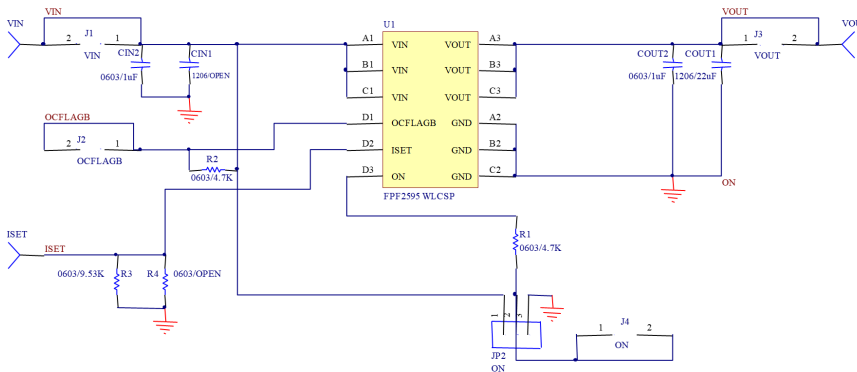 VIN
VIN
J1
2
1
VIN
CIN2
CIN1
0603/1uF
1206/OPEN
U1
A1
VIN
VOUT
A3
B1
VIN
VOUT
B3
C1
VIN
VOUT
C3
D1
OCFLAGB
GND
A2
D2
ISET
GND
B2
D3
ON
GND
C2
FPF2595 WLCSP
VOUT
VOU
J3
1
2
VOUT
COUT2
COUT1
0603/1uF
1206/22uF
ON
OCFLAGB
J2
2
1
OCFLAGB
R2
0603/4.7K
ISET
ISET
0603/9.53K
R3
R4
0603/OPEN
R1
0603/4.7K
1
2
3
JP2
ON
J4
1
2
ON